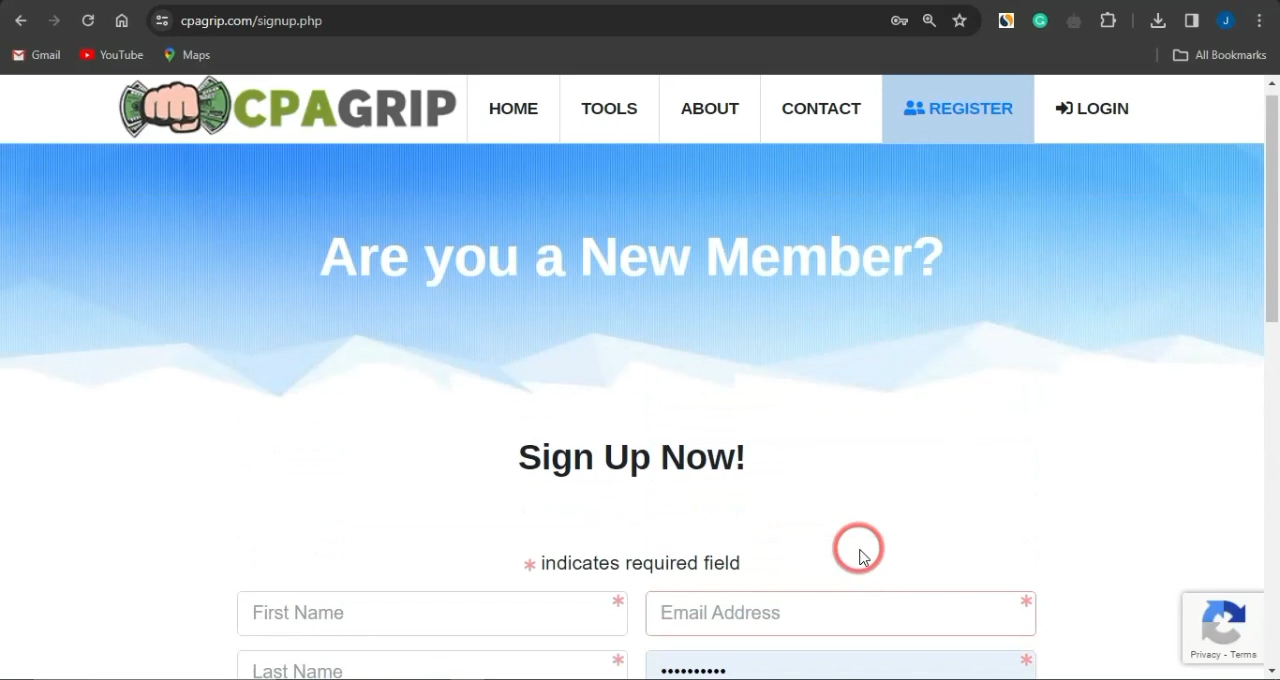 cpagrip.com/signup.php
J
Gmail
YouTube
Maps
All Bookmarks
CPAGRIP
HOME
TOOLS
ABOUT
CONTACT
REGISTER
LOGIN
Are you a New Member?
Sign Up Now!
* indicates required field
First Name *
Email Address *
Last Name *
•••••••••• *
Privacy - Terms